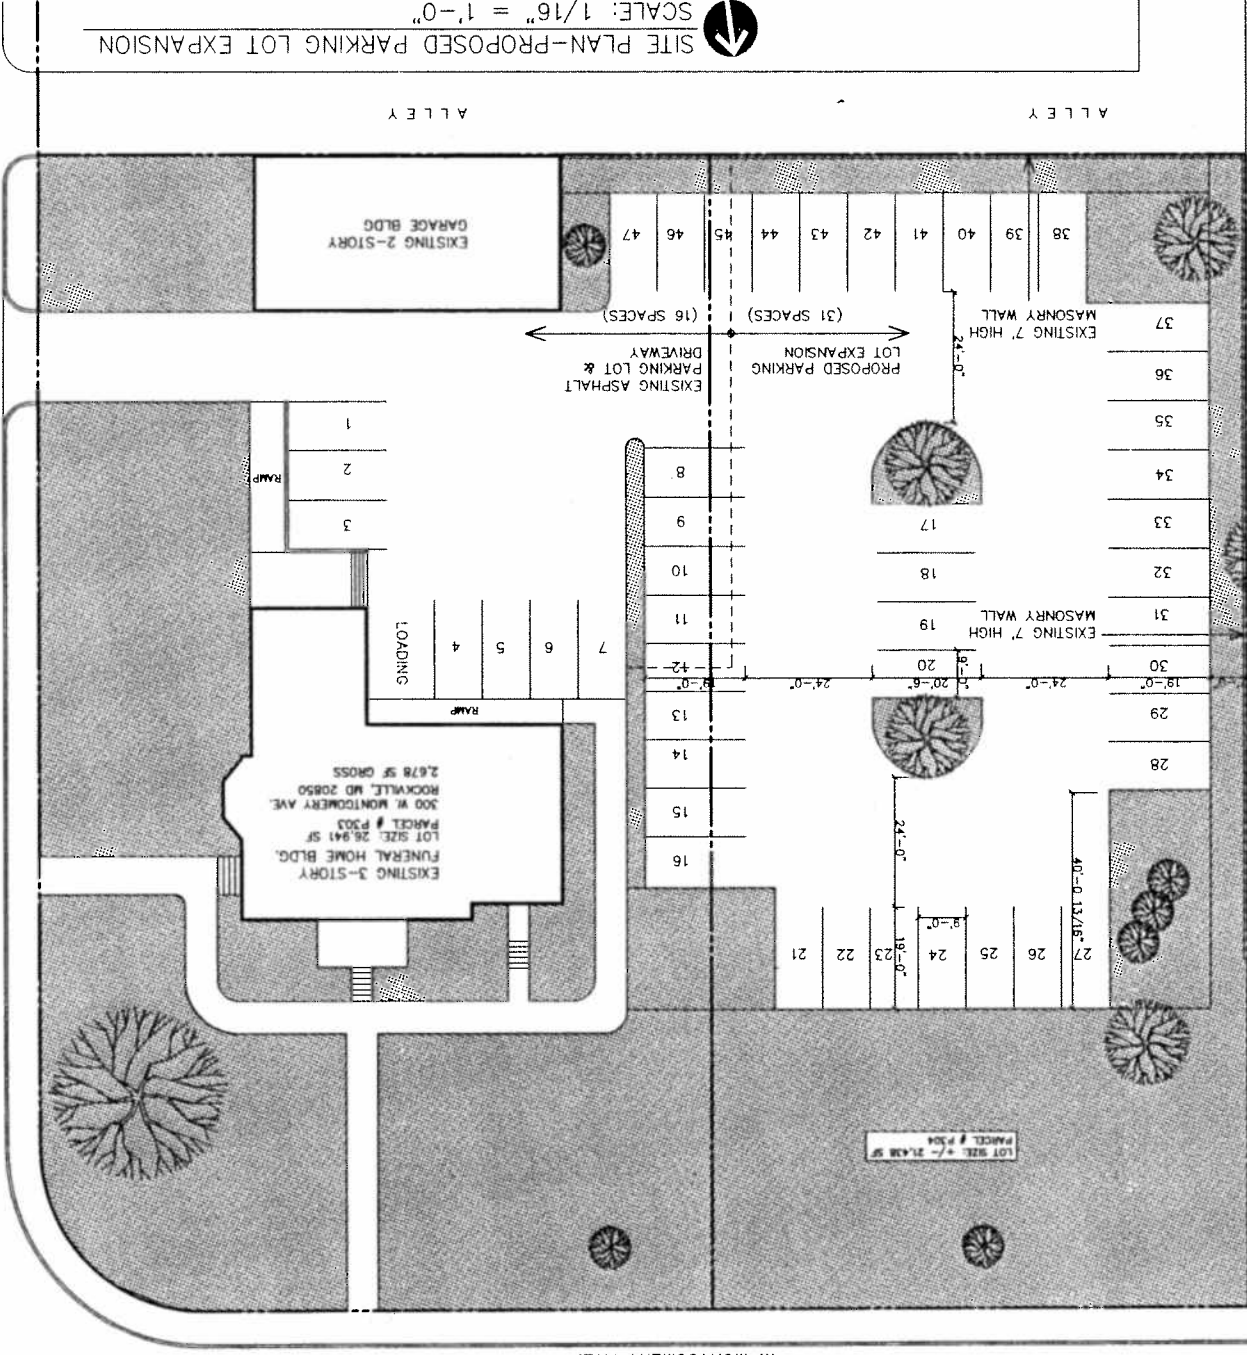 LOT SIZE: +/- 21,438 SF
PARCEL # P304
27
26
25
24
23
22
21
19'-0"
9'-0"
40'-0 13/16"
24'-0"
16
15
14
13
12
11
10
9
8
28
29
30
31
32
33
34
35
36
37
19'-0"
24'-0"
20'-6"
24'-0"
19'-0"
9'-0"
20
19
18
17
EXISTING 3-STORY
FUNERAL HOME BLDG.
LOT SIZE: 26,941 SF
PARCEL # P303
300 W. MONTGOMERY AVE.
ROCKVILLE, MD 20850
2,678 SF GROSS
RAMP
7
6
5
4
LOADING
3
2
1
RAMP
EXISTING 7' HIGH
MASONRY WALL
24'-0"
EXISTING 7' HIGH
MASONRY WALL
PROPOSED PARKING
LOT EXPANSION
(31 SPACES)
EXISTING ASPHALT
PARKING LOT &
DRIVEWAY
(16 SPACES)
38
39
40
41
42
43
44
45
46
47
EXISTING 2-STORY
GARAGE BLDG
ALLEY
ALLEY
SITE PLAN-PROPOSED PARKING LOT EXPANSION
SCALE: 1/16" = 1'-0"